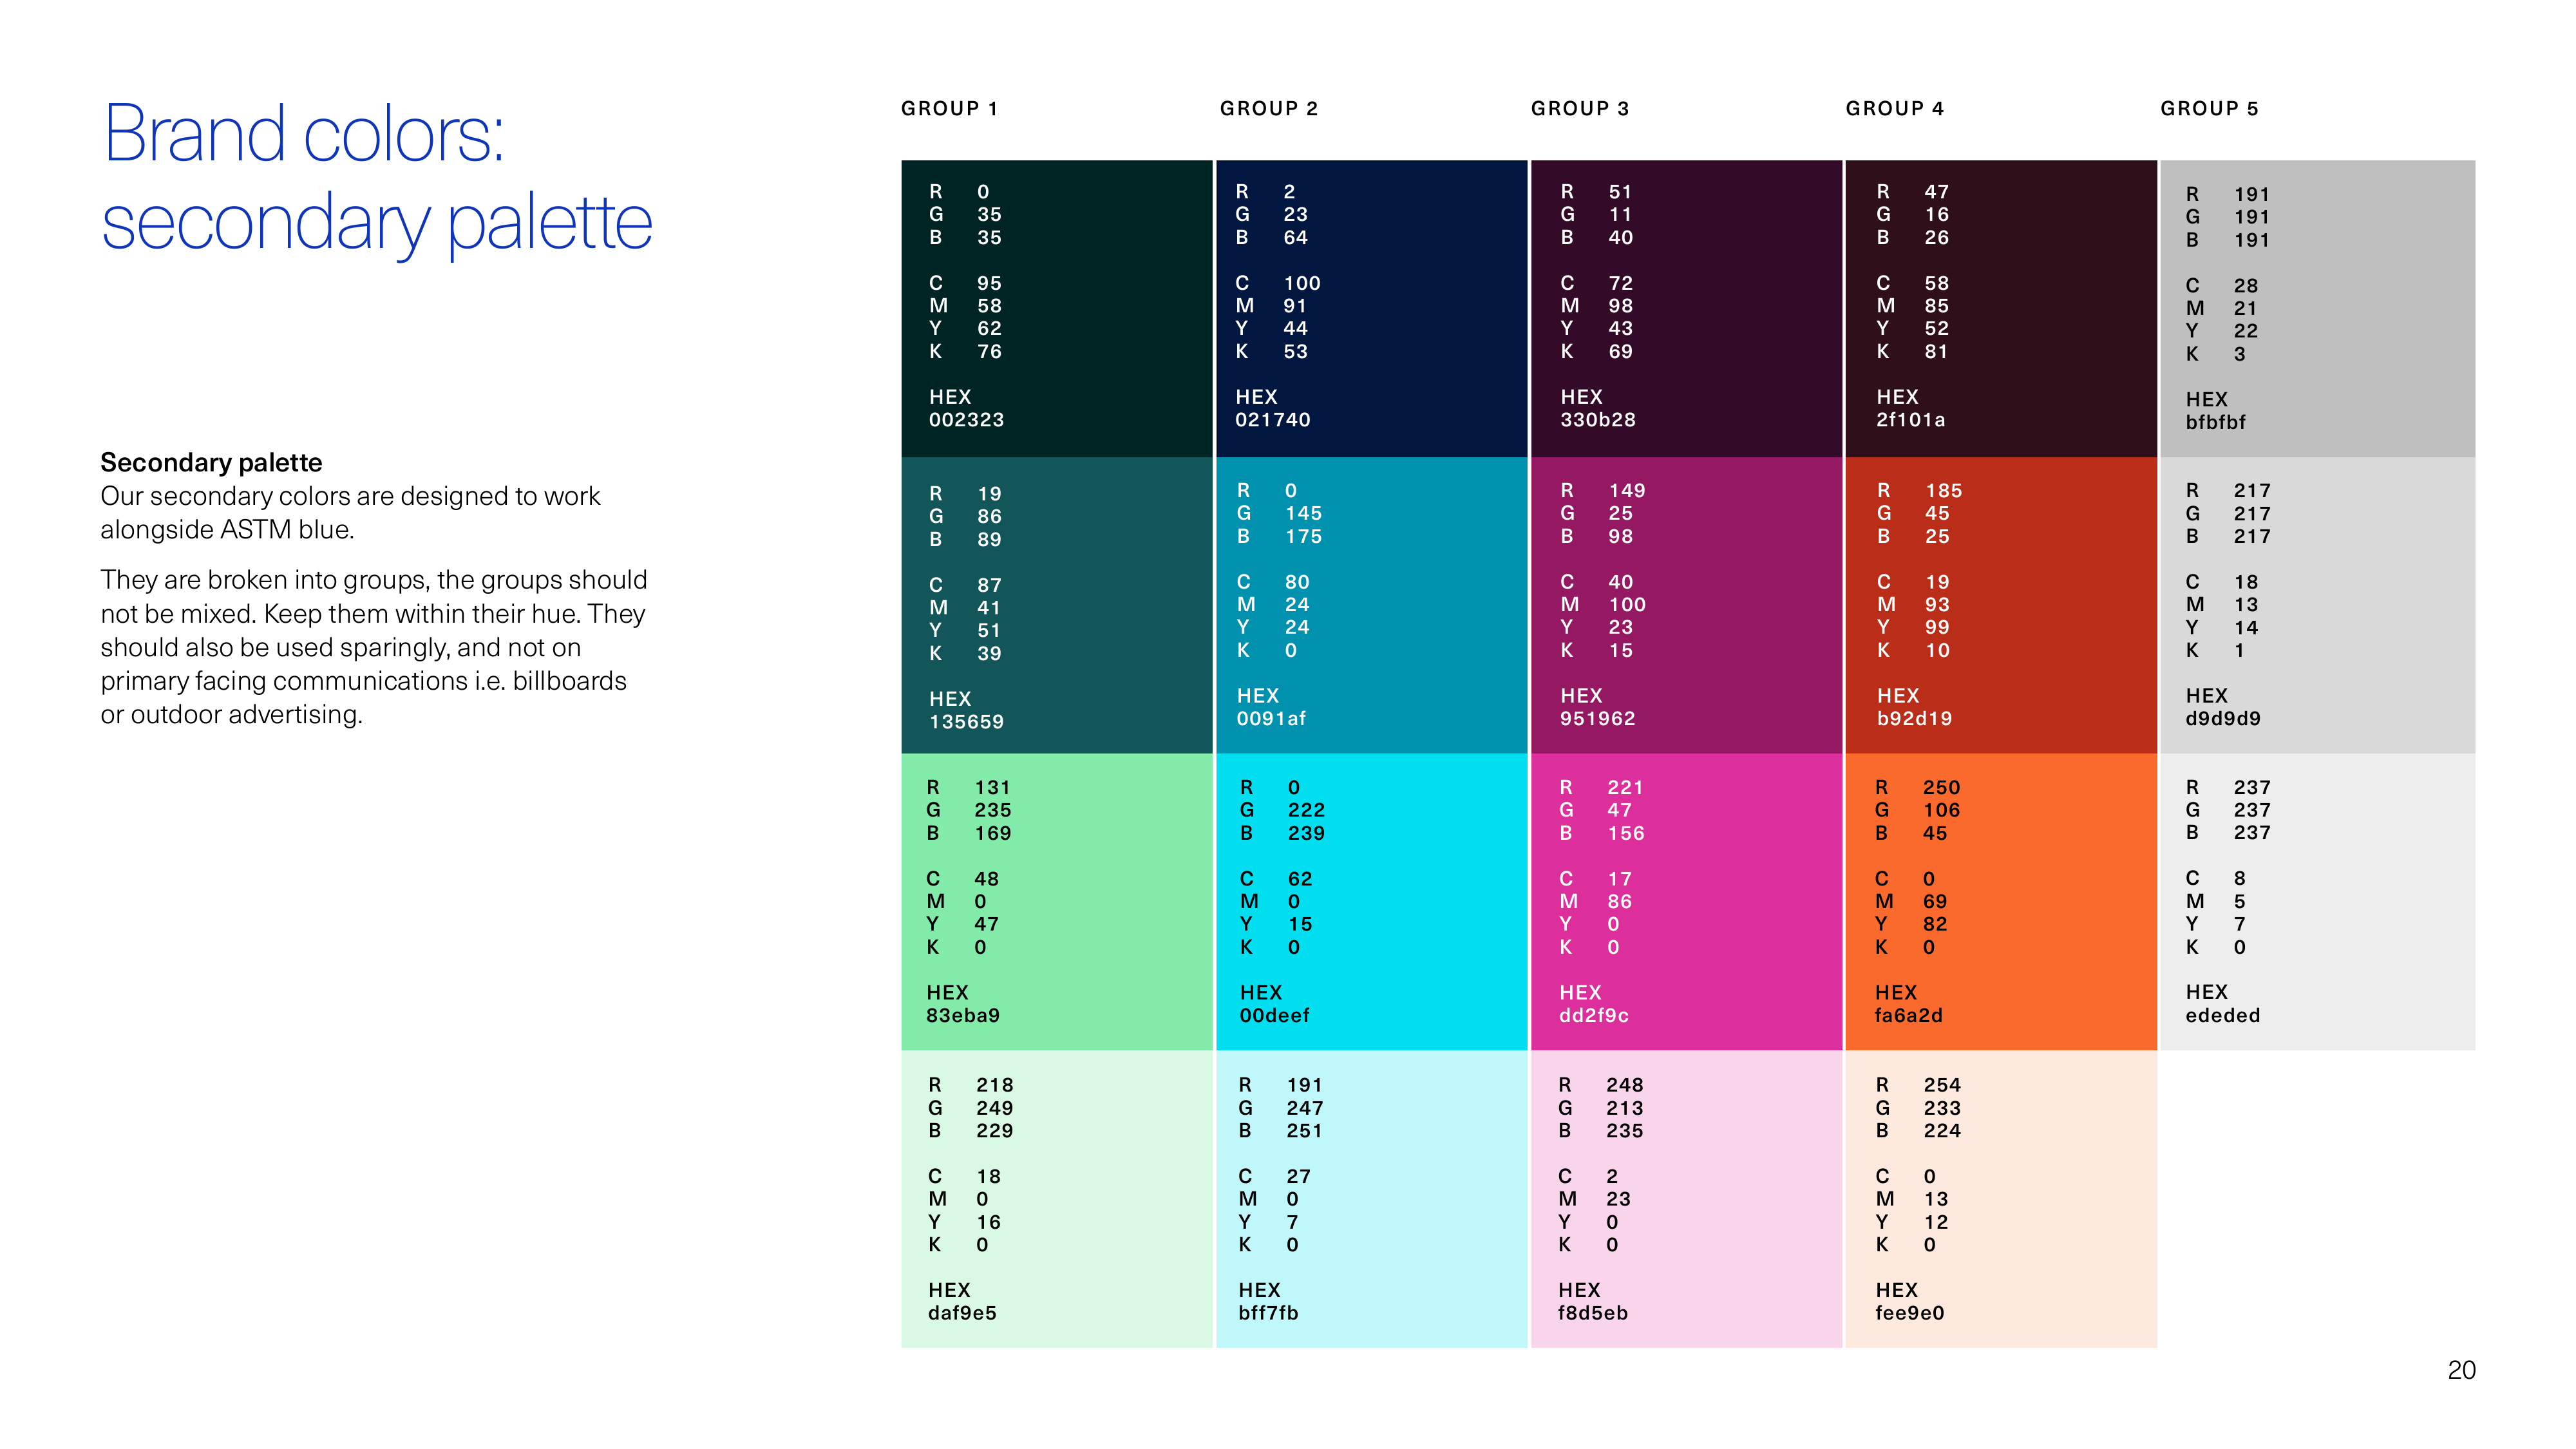 Brand colors:
secondary palette
Secondary palette
Our secondary colors are designed to work
alongside ASTM blue.
They are broken into groups, the groups should
not be mixed. Keep them within their hue. They
should also be used sparingly, and not on
primary facing communications i.e. billboards
or outdoor advertising.
GROUP 1
R 0
G 35
B 35
C 95
M 58
Y 62
K 76
HEX
002323
R 19
G 86
B 89
C 87
M 41
Y 51
K 39
HEX
135659
R 131
G 235
B 169
C 48
M 0
Y 47
K 0
HEX
83eba9
R 218
G 249
B 229
C 18
M 0
Y 16
K 0
HEX
daf9e5
GROUP 2
R 2
G 23
B 64
C 100
M 91
Y 44
K 53
HEX
021740
R 0
G 145
B 175
C 80
M 24
Y 24
K 0
HEX
0091af
R 0
G 222
B 239
C 62
M 0
Y 15
K 0
HEX
00deef
R 191
G 247
B 251
C 27
M 0
Y 7
K 0
HEX
bff7fb
GROUP 3
R 51
G 11
B 40
C 72
M 98
Y 43
K 69
HEX
330b28
R 149
G 25
B 98
C 40
M 100
Y 23
K 15
HEX
951962
R 221
G 47
B 156
C 17
M 86
Y 0
K 0
HEX
dd2f9c
R 248
G 213
B 235
C 2
M 23
Y 0
K 0
HEX
f8d5eb
GROUP 4
R 47
G 16
B 26
C 58
M 85
Y 52
K 81
HEX
2f101a
R 185
G 45
B 25
C 19
M 93
Y 99
K 10
HEX
b92d19
R 250
G 106
B 45
C 0
M 69
Y 82
K 0
HEX
fa6a2d
R 254
G 233
B 224
C 0
M 13
Y 12
K 0
HEX
fee9e0
GROUP 5
R 191
G 191
B 191
C 28
M 21
Y 22
K 3
HEX
bfbfbf
R 217
G 217
B 217
C 18
M 13
Y 14
K 1
HEX
d9d9d9
R 237
G 237
B 237
C 8
M 5
Y 7
K 0
HEX
ededed
20